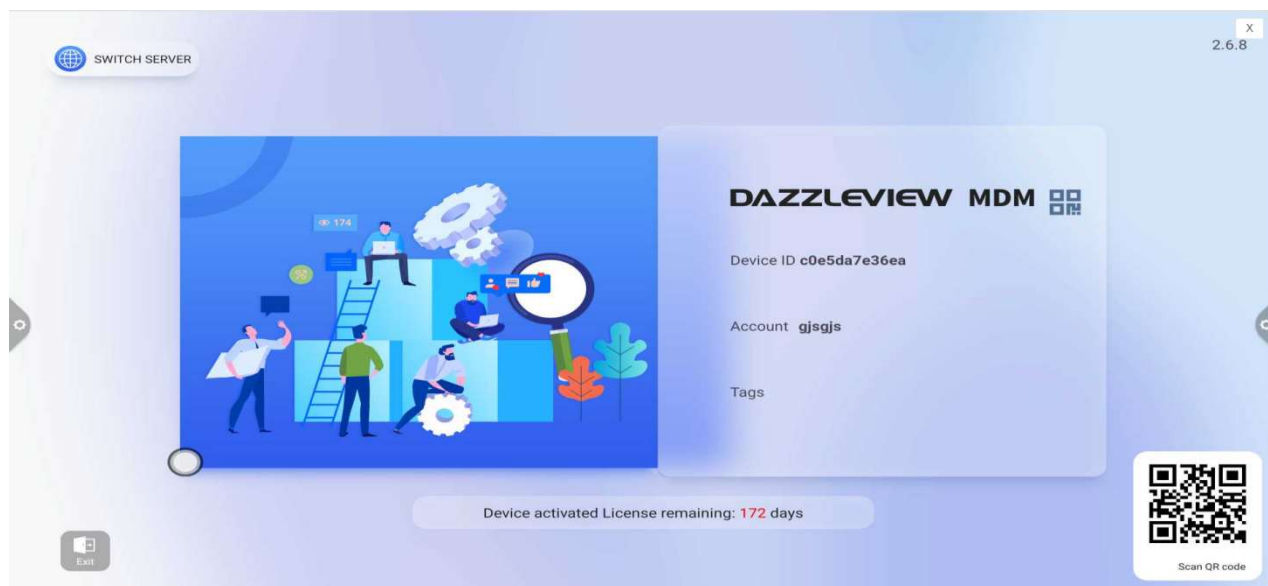 SWITCH SERVER
X
2.6.8
174
DAZZLEVIEW MDM
Device ID c0e5da7e36ea
Account gjsgjs
Tags
Device activated License remaining: 172 days
Exit
Scan QR code